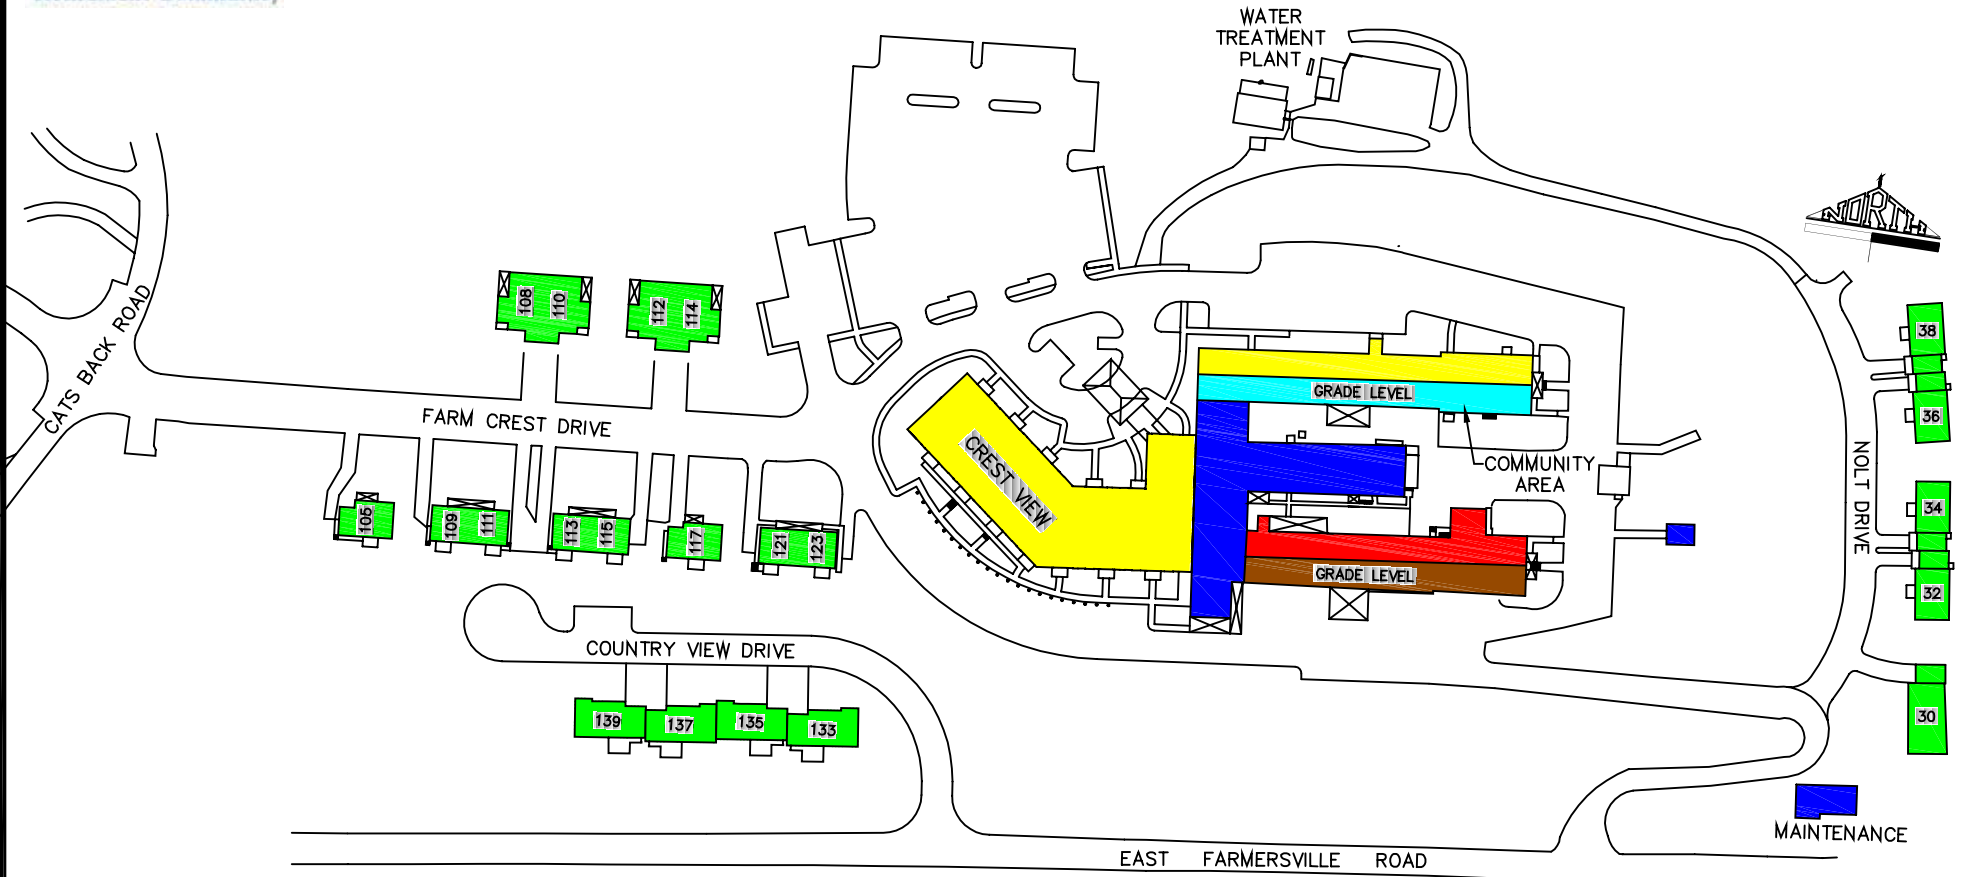 WATER
TREATMENT
PLANT
NORTH
CATS BACK ROAD
108
110
112
114
FARM CREST DRIVE
105
109
111
113
115
117
121
123
CREST VIEW
GRADE LEVEL
COMMUNITY
AREA
GRADE LEVEL
NOLT DRIVE
38
36
34
32
30
COUNTRY VIEW DRIVE
139
137
135
133
MAINTENANCE
EAST FARMERSVILLE ROAD